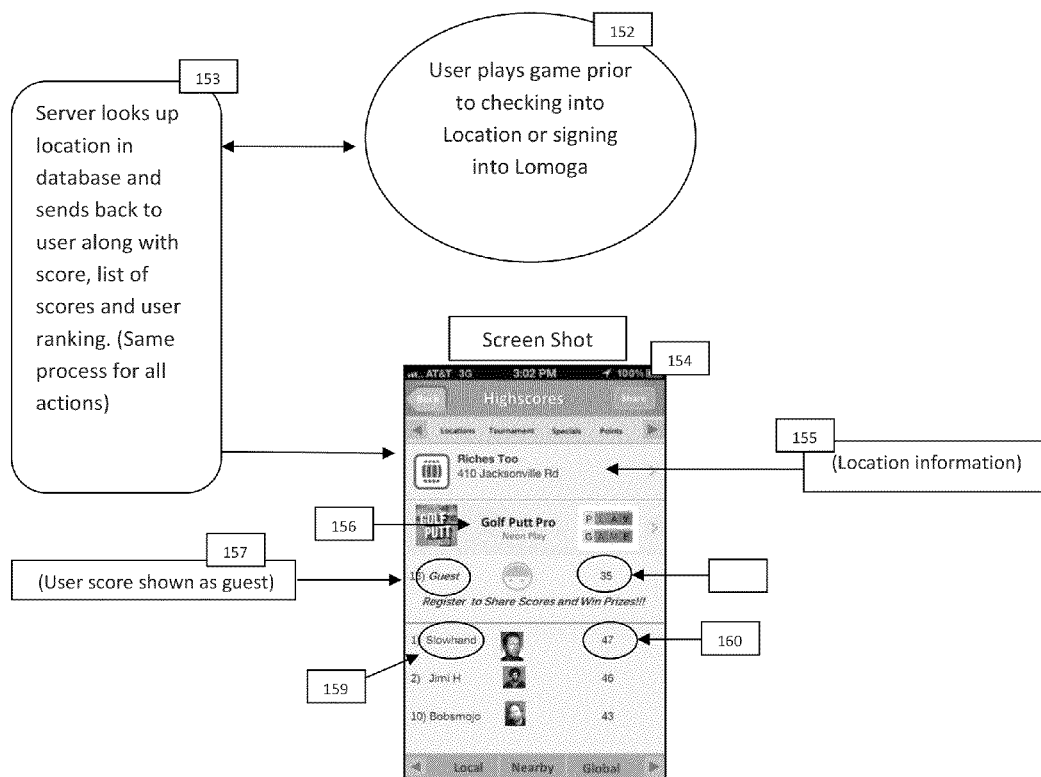 152
User plays game prior
to checking into
Location or signing
into Lomoga
153
Server looks up
location in
database and
sends back to
user along with
score, list of
scores and user
ranking. (Same
process for all
actions)
Screen Shot
154
AT&T 3G 3:02 PM 100%
Back Highscores Share
Locations Tournament Specials Points
Riches Too
410 Jacksonville Rd
155
(Location information)
156
GOLF
PUTT
Golf Putt Pro
Neon Play
PLAY
GAME
157
(User score shown as guest)
Guest 35
Register to Share Scores and Win Prizes!!!
1) Slowhand 47
160
159
2) Jimi H 46
10) Bobsmojo 43
Local Nearby Global